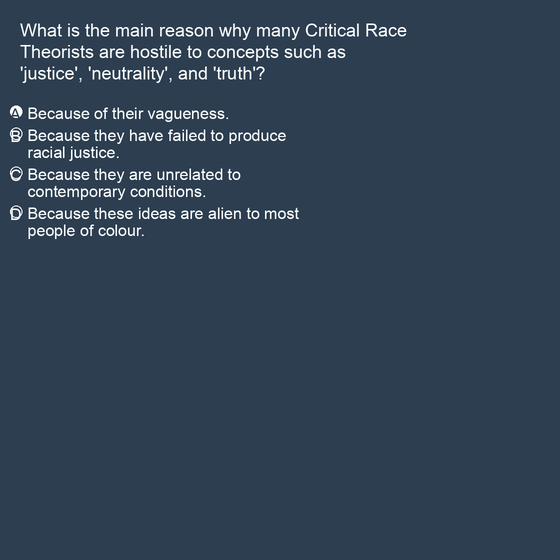 What is the main reason why many Critical Race
Theorists are hostile to concepts such as
'justice', 'neutrality', and 'truth'?
A Because of their vagueness.
B Because they have failed to produce
racial justice.
C Because they are unrelated to
contemporary conditions.
D Because these ideas are alien to most
people of colour.